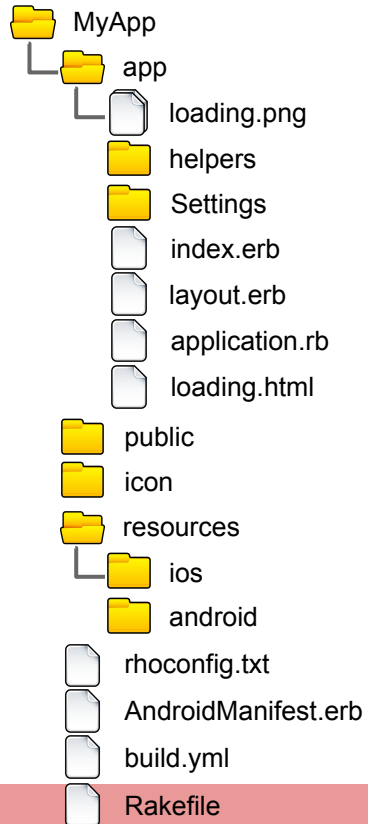 MyApp
app
loading.png
helpers
Settings
index.erb
layout.erb
application.rb
loading.html
public
icon
resources
ios
android
rhoconfig.txt
AndroidManifest.erb
build.yml
Rakefile